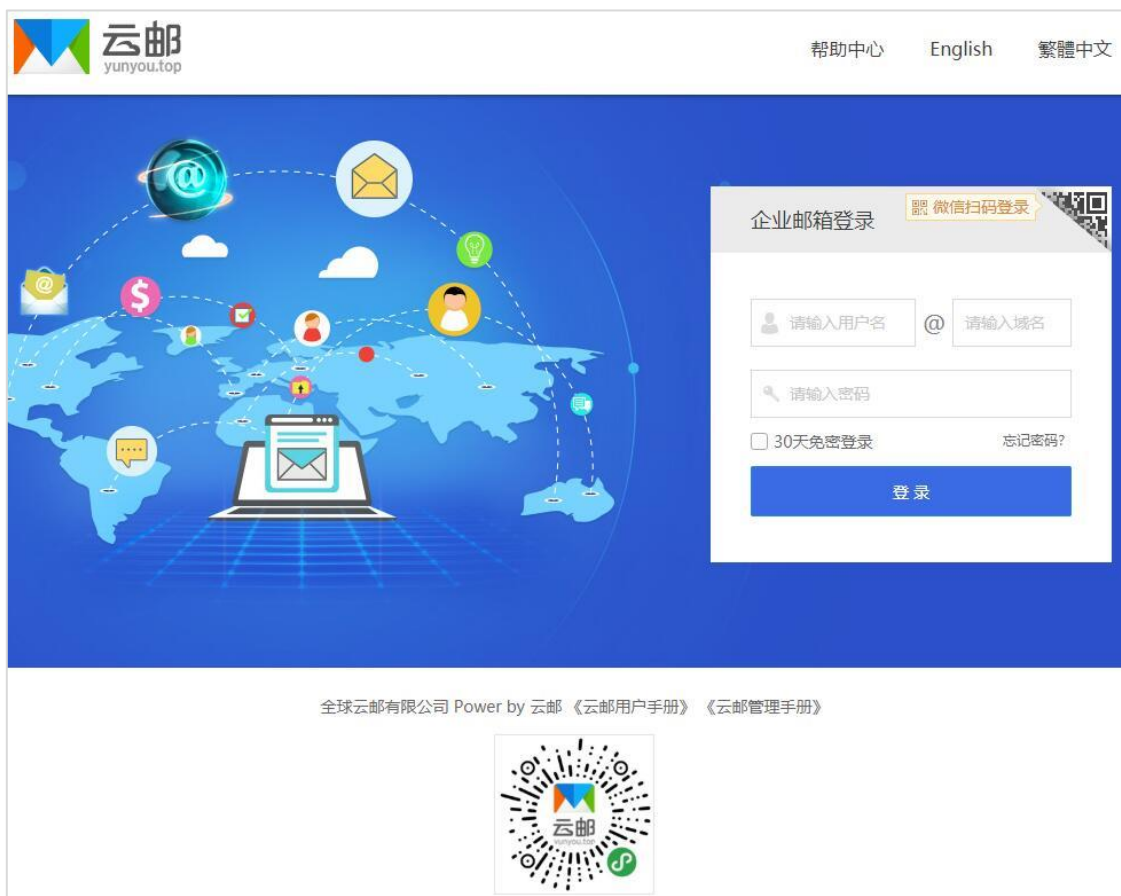 云邮
yunyou.top
帮助中心 English 繁體中文
企业邮箱登录
微信扫码登录
请输入用户名 @ 请输入域名
请输入密码
30天免密登录 忘记密码?
登录
全球云邮有限公司 Power by 云邮 《云邮用户手册》 《云邮管理手册》
云邮
yunyou.top